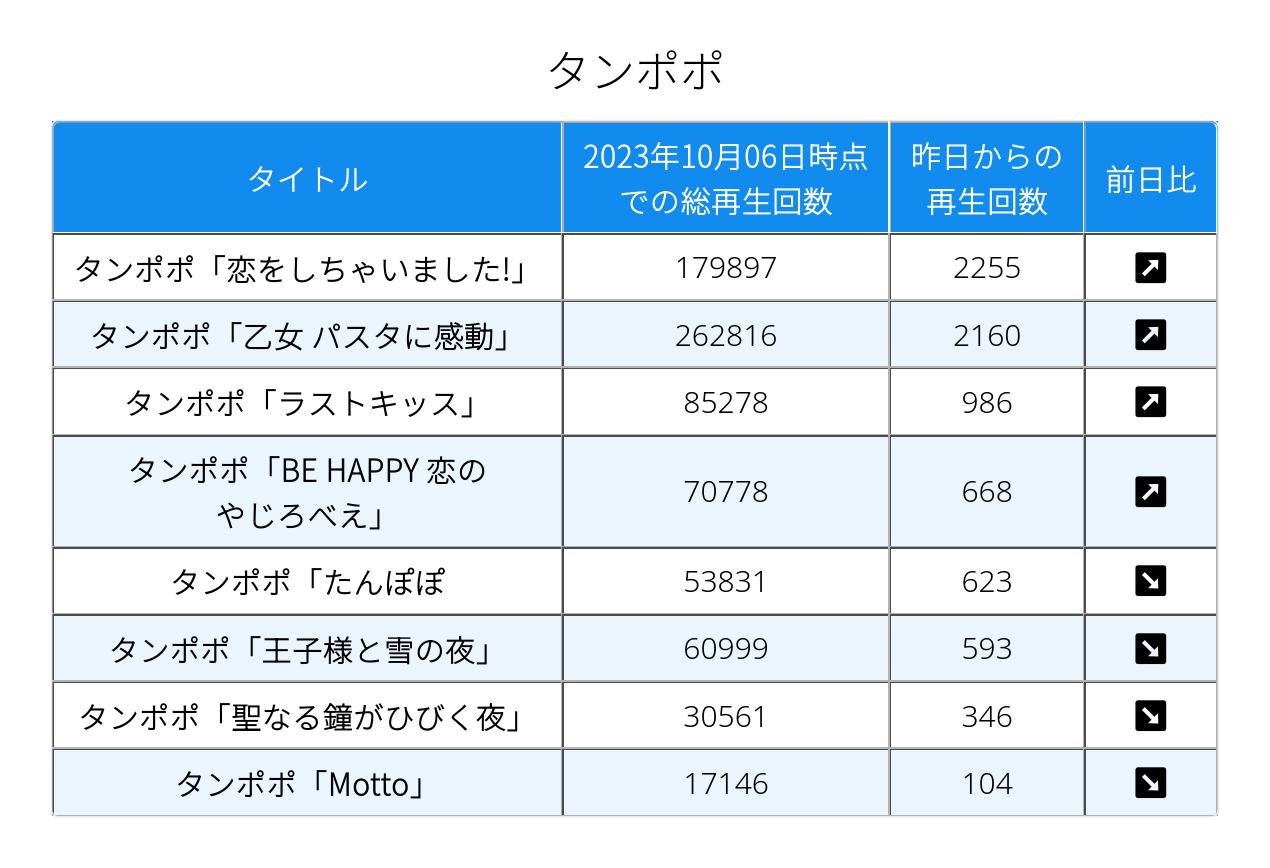 タンポポ
タイトル
2023年10月06日時点
での総再生回数
昨日からの
再生回数
前日比
タンポポ「恋をしちゃいました!」 179897 2255 ↗
タンポポ「乙女 パスタに感動」 262816 2160 ↗
タンポポ「ラストキッス」 85278 986 ↗
タンポポ「BE HAPPY 恋の
やじろべえ」 70778 668 ↗
タンポポ「たんぽぽ 53831 623 ↘
タンポポ「王子様と雪の夜」 60999 593 ↘
タンポポ「聖なる鐘がひびく夜」 30561 346 ↘
タンポポ「Motto」 17146 104 ↘